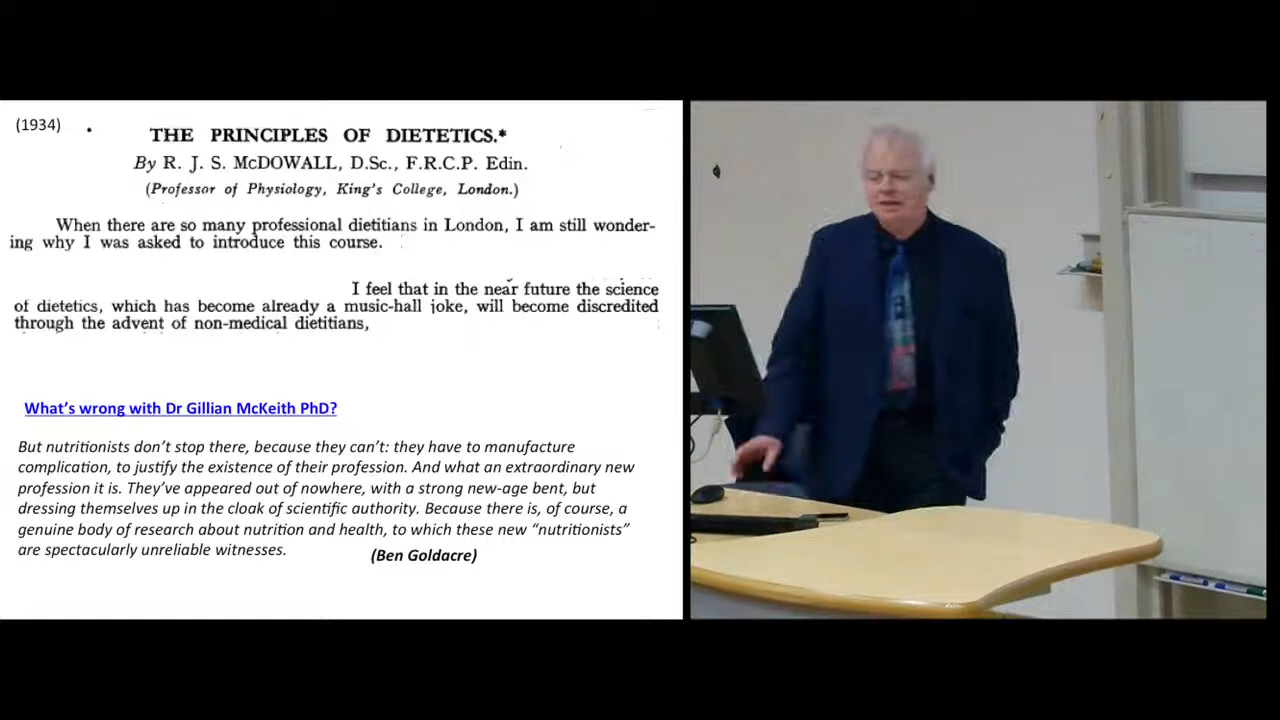 (1934)
THE PRINCIPLES OF DIETETICS.*
By R. J. S. McDOWALL, D.Sc., F.R.C.P. Edin.
(Professor of Physiology, King's College, London.)
When there are so many professional dietitians in London, I am still wonder-
ing why I was asked to introduce this course.
I feel that in the near future the science
of dietetics, which has become already a music-hall joke, will become discredited
through the advent of non-medical dietitians,
What's wrong with Dr Gillian McKeith PhD?
But nutritionists don't stop there, because they can't: they have to manufacture
complication, to justify the existence of their profession. And what an extraordinary new
profession it is. They've appeared out of nowhere, with a strong new-age bent, but
dressing themselves up in the cloak of scientific authority. Because there is, of course, a
genuine body of research about nutrition and health, to which these new “nutritionists”
are spectacularly unreliable witnesses.
(Ben Goldacre)